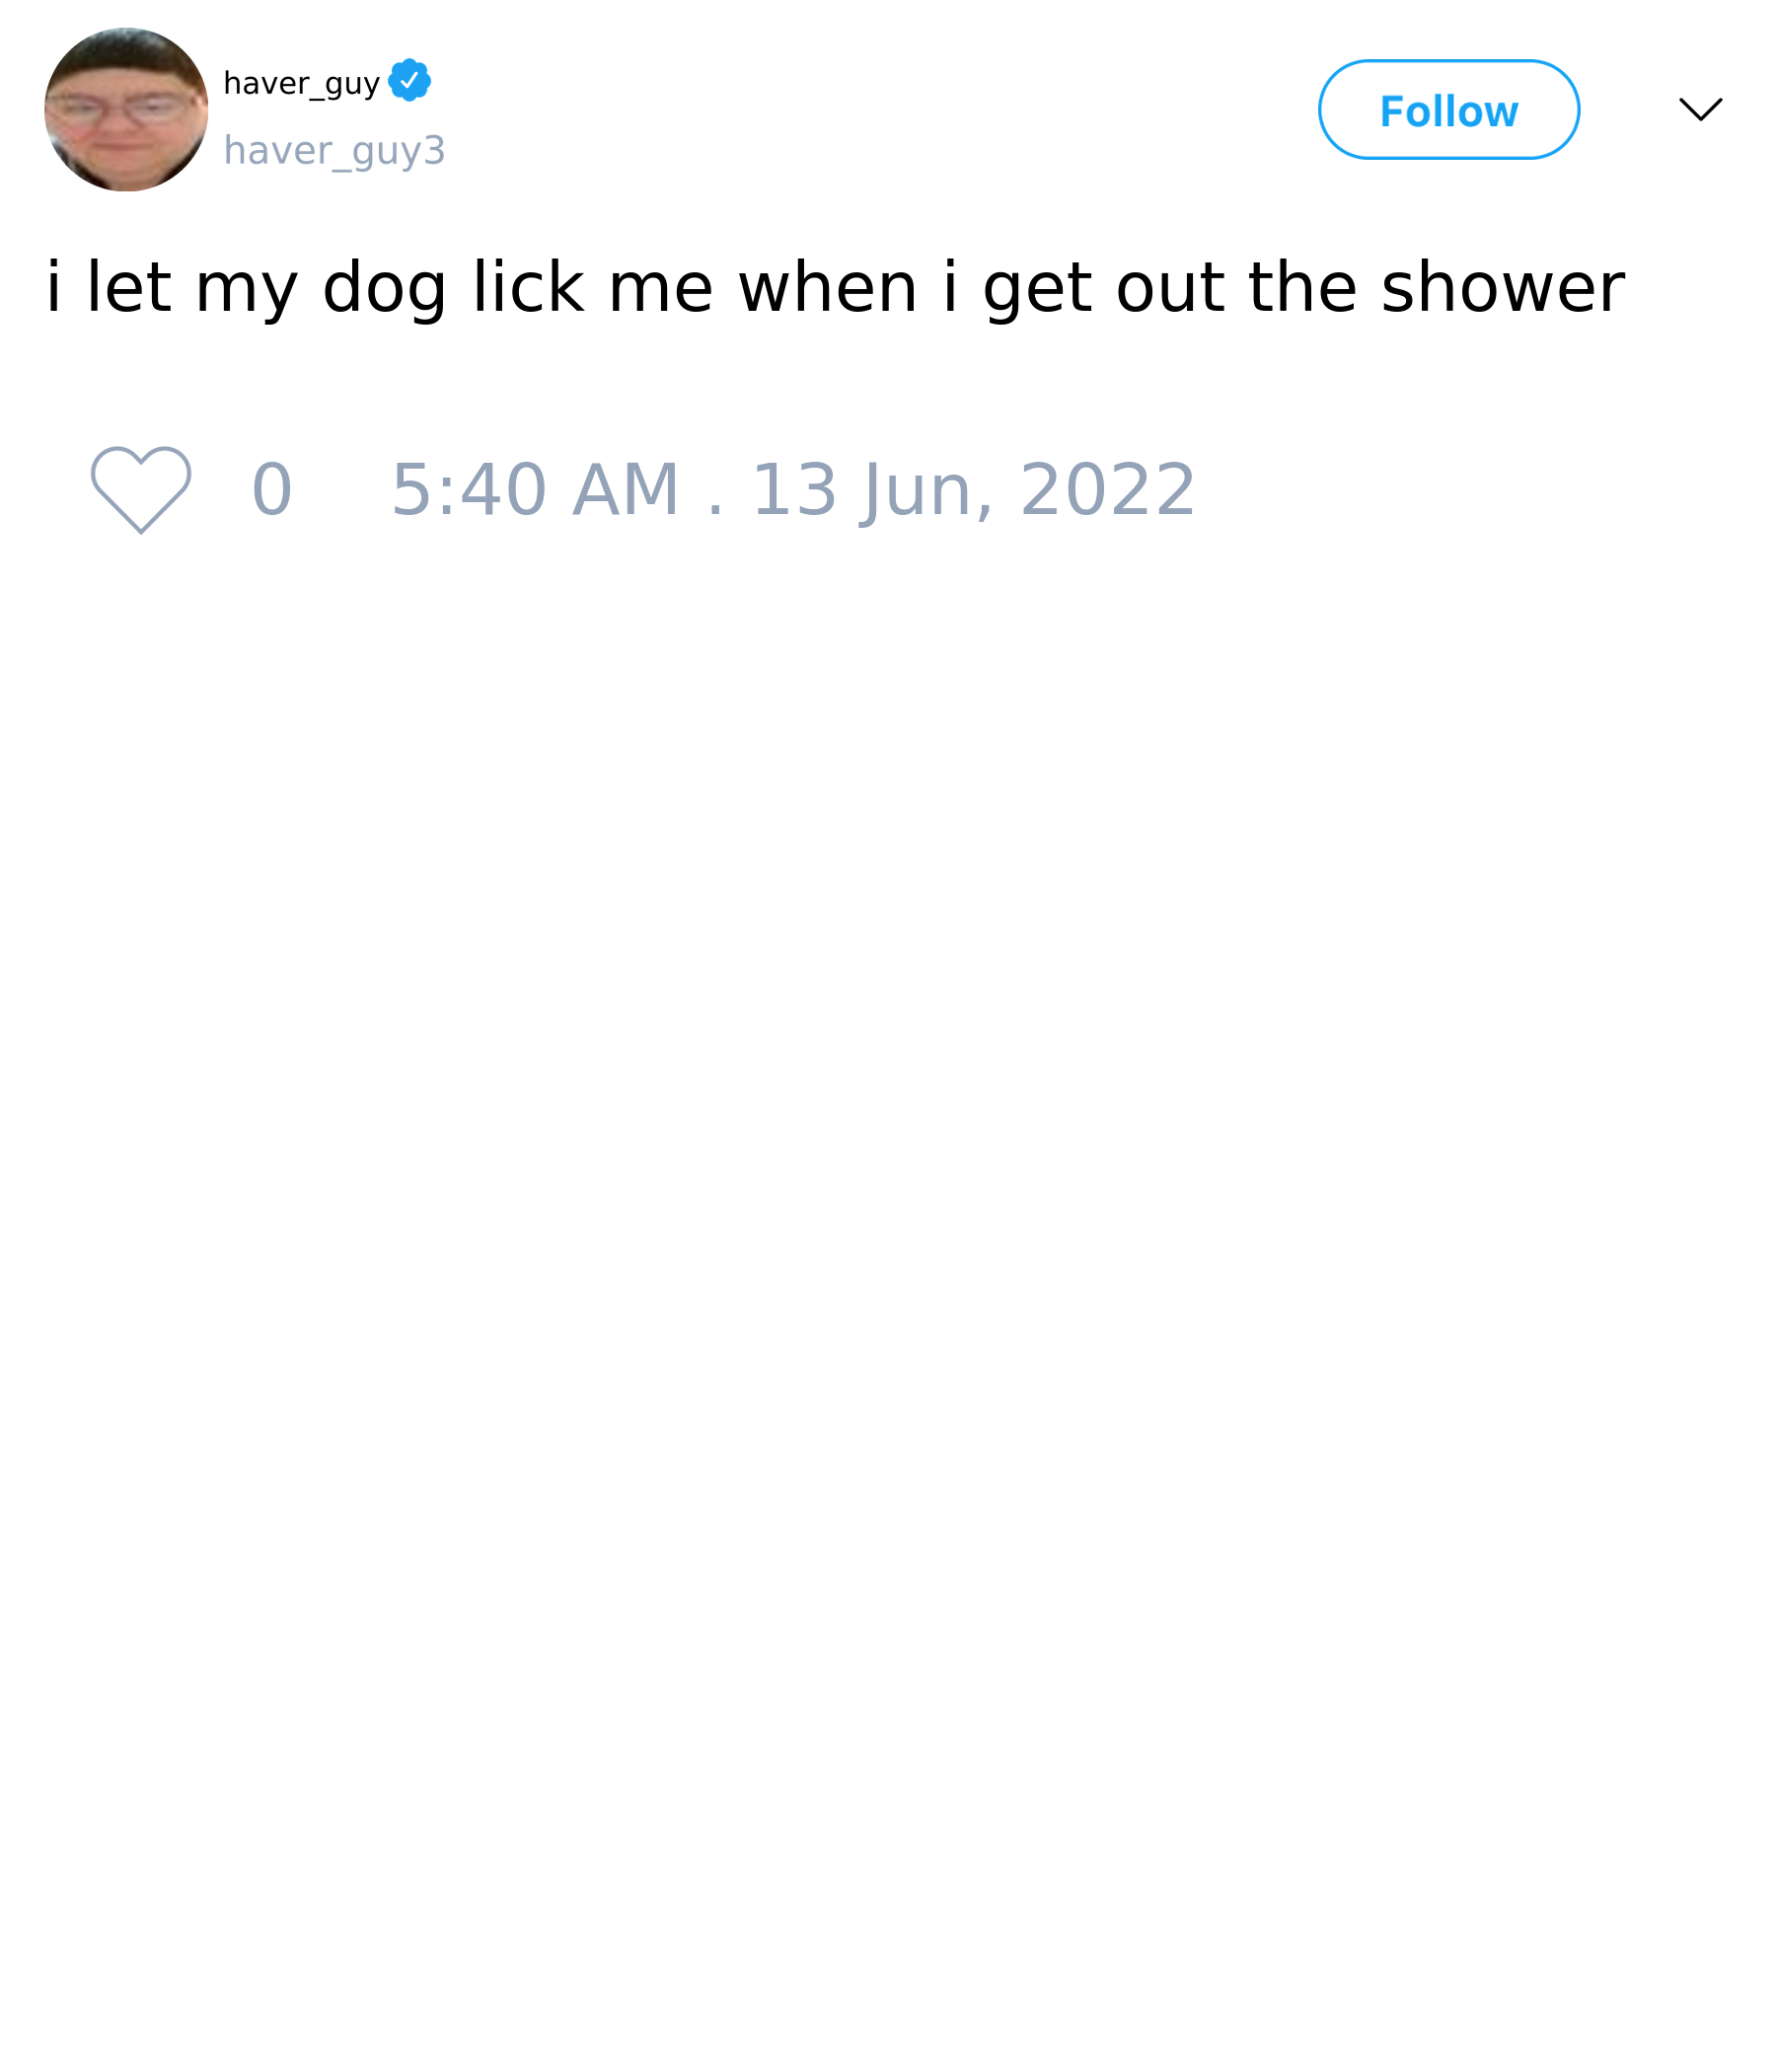 haver_guy
haver_guy3
Follow
i let my dog lick me when i get out the shower
0 5:40 AM . 13 Jun, 2022